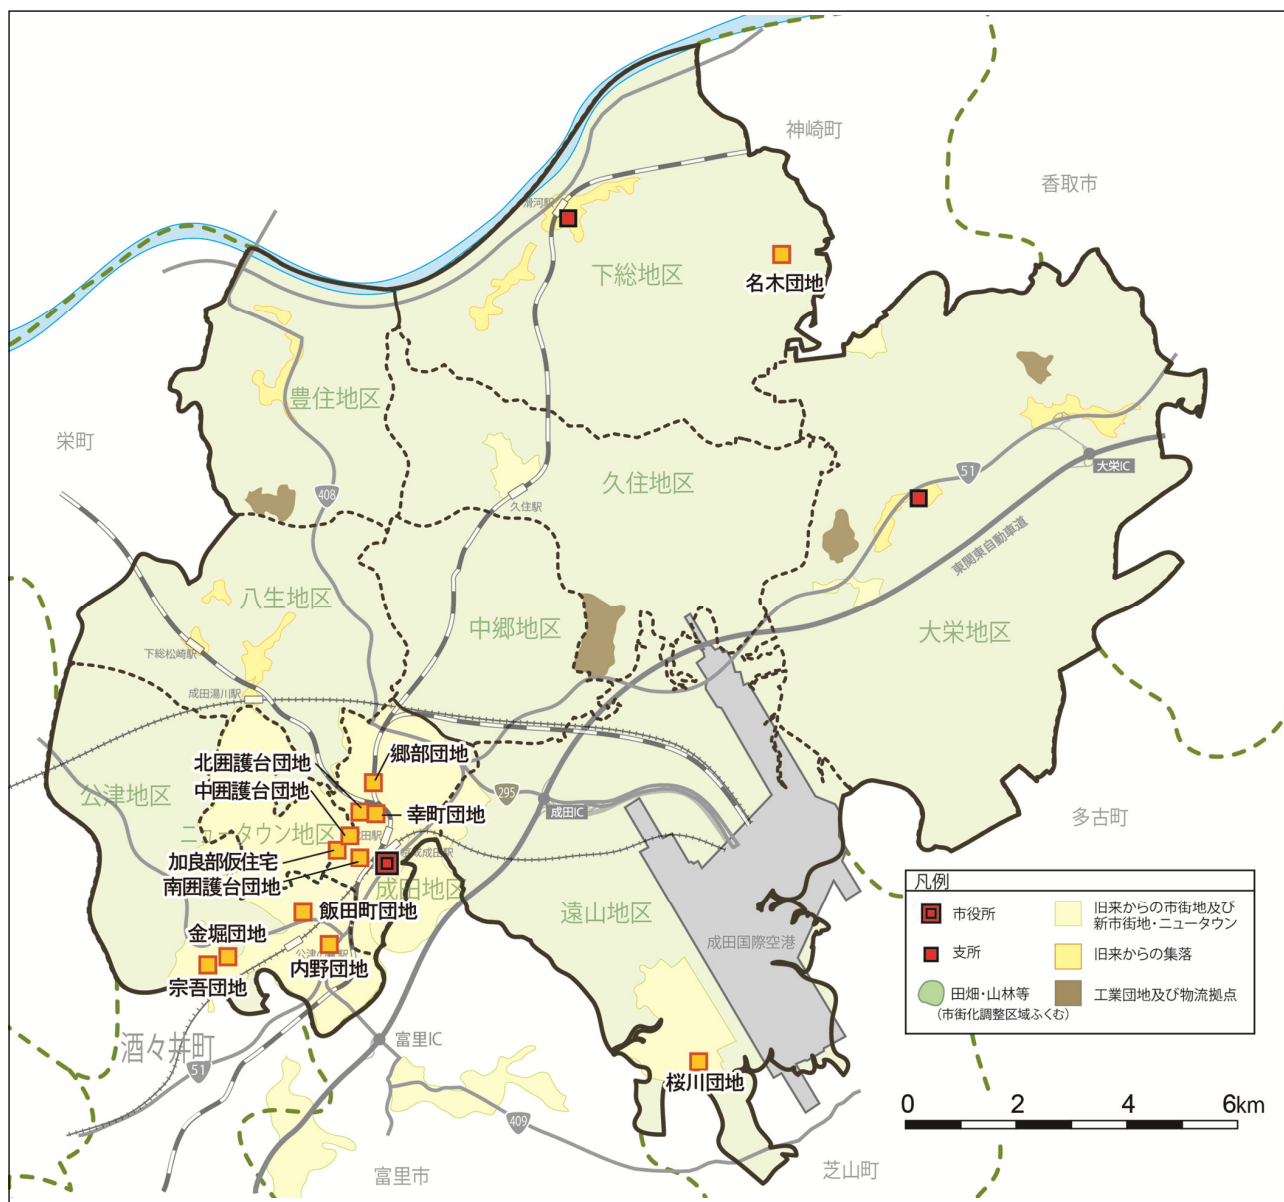 神崎町
香取市
滑河駅
下総地区
名木団地
豊住地区
栄町
408
久住駅
久住地区
51
大栄IC
東関東自動車道
八生地区
中郷地区
大栄地区
下総松崎駅
成田湯川駅
郷部団地
北囲護台団地
公津地区
中囲護台団地
295
成田IC
幸町団地
多古町
ニュータウン地区
田駅
加良部仮住宅
成成田駅
南囲護台団地
成田地区
飯田町団地
遠山地区
成田国際空港
金堀団地
公津の
駅
内野団地
宗吾団地
酒々井町
富里IC
51
桜川団地
409
富里市
芝山町
凡例
市役所
旧来からの市街地及び
新市街地・ニュータウン
支所
旧来からの集落
田畑・山林等
（市街化調整区域ふくむ）
工業団地及び物流拠点
0 2 4 6km